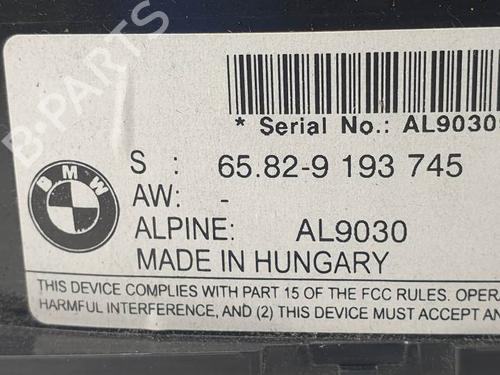 B-PARTS
* Serial No.: AL9030
BMW
S : 65.82-9 193 745
AW: -
ALPINE: AL9030
MADE IN HUNGARY
THIS DEVICE COMPLIES WITH PART 15 OF THE FCC RULES. OPERA
HARMFUL INTERFERENCE, AND (2) THIS DEVICE MUST ACCEPT AN